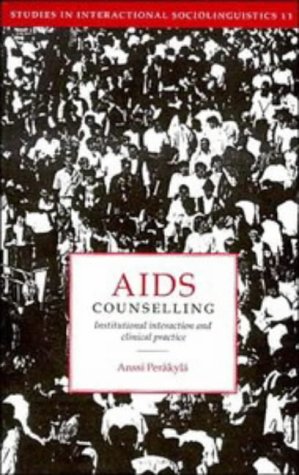 STUDIES IN INTERACTIONAL SOCIOLINGUISTICS 11
AIDS
COUNSELLING
Institutional interaction and
clinical practice
Anssi Peräkylä